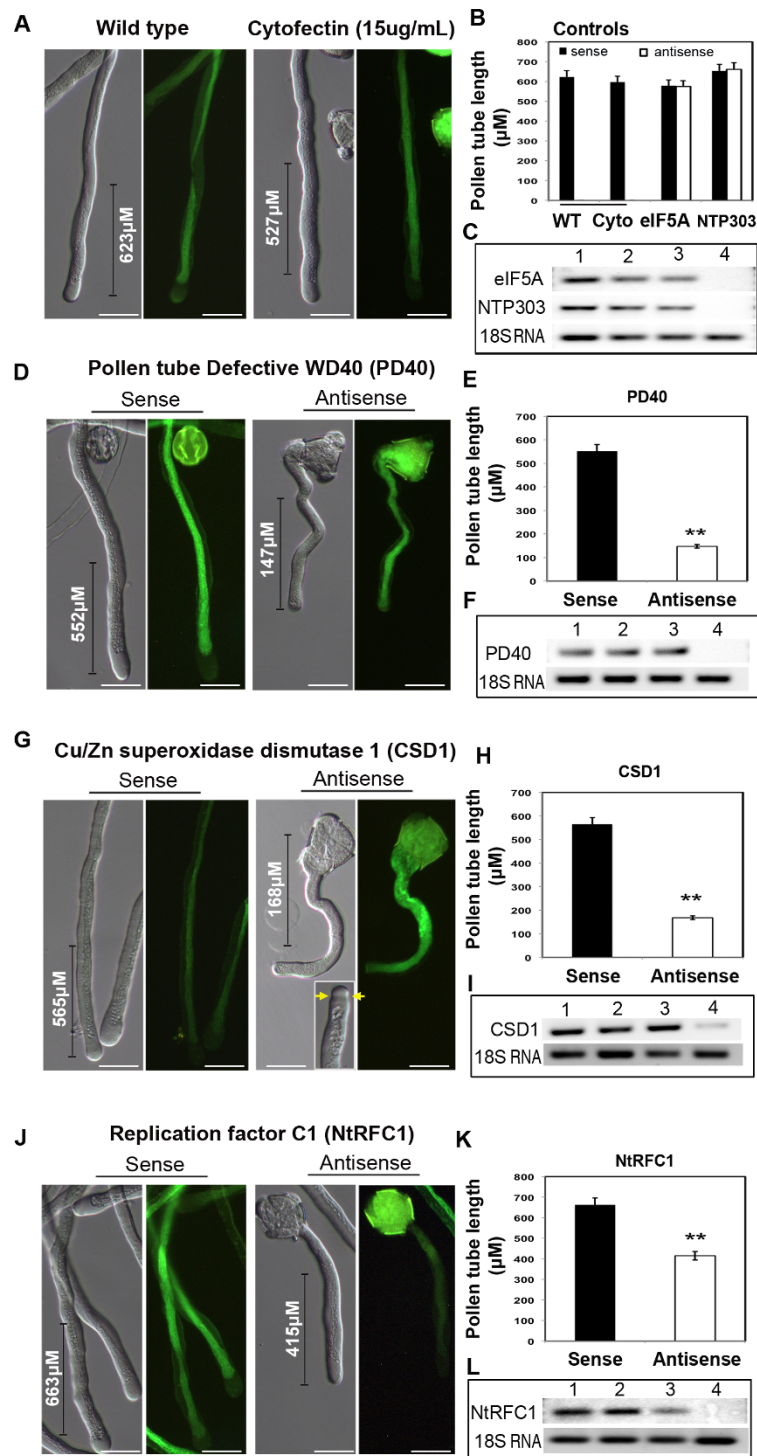 A
Wild type
Cytofectin (15ug/mL)
623µM
527µM
B
Controls
sense
antisense
Pollen tube length
(µM)
800
700
600
500
400
300
200
100
0
WT
Cyto
eIF5A
NTP303
C
1 2 3 4
eIF5A
NTP303
18S RNA
D
Pollen tube Defective WD40 (PD40)
Sense
Antisense
552µM
147µM
E
PD40
Pollen tube length
(µM)
700
600
500
400
300
200
100
0
**
Sense
Antisense
F
1 2 3 4
PD40
18S RNA
G
Cu/Zn superoxidase dismutase 1 (CSD1)
Sense
Antisense
565µM
168µM
H
CSD1
Pollen tube length
(µM)
700
600
500
400
300
200
100
0
**
Sense
Antisense
I
1 2 3 4
CSD1
18S RNA
J
Replication factor C1 (NtRFC1)
Sense
Antisense
663µM
415µM
K
NtRFC1
Pollen tube length
(µM)
800
700
600
500
400
300
200
100
0
**
Sense
Antisense
L
1 2 3 4
NtRFC1
18S RNA